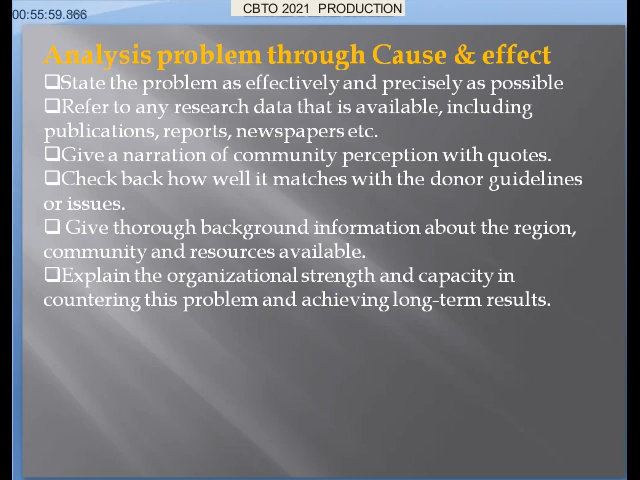 CBTO 2021  PRODUCTION
00:55:59.866
Analysis problem through Cause & effect
❑State the problem as effectively and precisely as possible
❑Refer to any research data that is available, including
publications, reports, newspapers etc.
❑Give a narration of community perception with quotes.
❑Check back how well it matches with the donor guidelines
or issues.
❑ Give thorough background information about the region,
community and resources available.
❑Explain the organizational strength and capacity in
countering this problem and achieving long-term results.